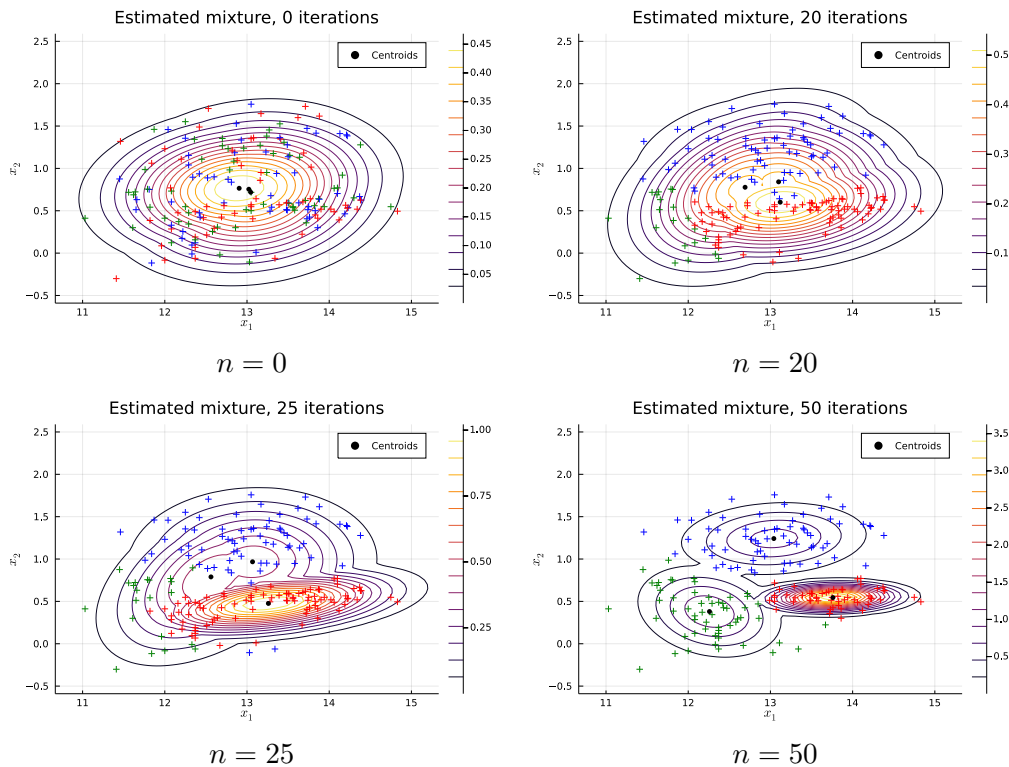 Estimated mixture, 0 iterations
2.5
2.0
1.5
1.0
0.5
0.0
−0.5
x₂
Centroids
0.45
0.40
0.35
0.30
0.25
0.20
0.15
0.10
0.05
11 12 13 14 15
x₁
n = 0
Estimated mixture, 20 iterations
2.5
2.0
1.5
1.0
0.5
0.0
−0.5
x₂
Centroids
0.5
0.4
0.3
0.2
0.1
11 12 13 14 15
x₁
n = 20
Estimated mixture, 25 iterations
2.5
2.0
1.5
1.0
0.5
0.0
−0.5
x₂
Centroids
1.00
0.75
0.50
0.25
11 12 13 14 15
x₁
n = 25
Estimated mixture, 50 iterations
2.5
2.0
1.5
1.0
0.5
0.0
−0.5
x₂
Centroids
3.5
3.0
2.5
2.0
1.5
1.0
0.5
11 12 13 14 15
x₁
n = 50